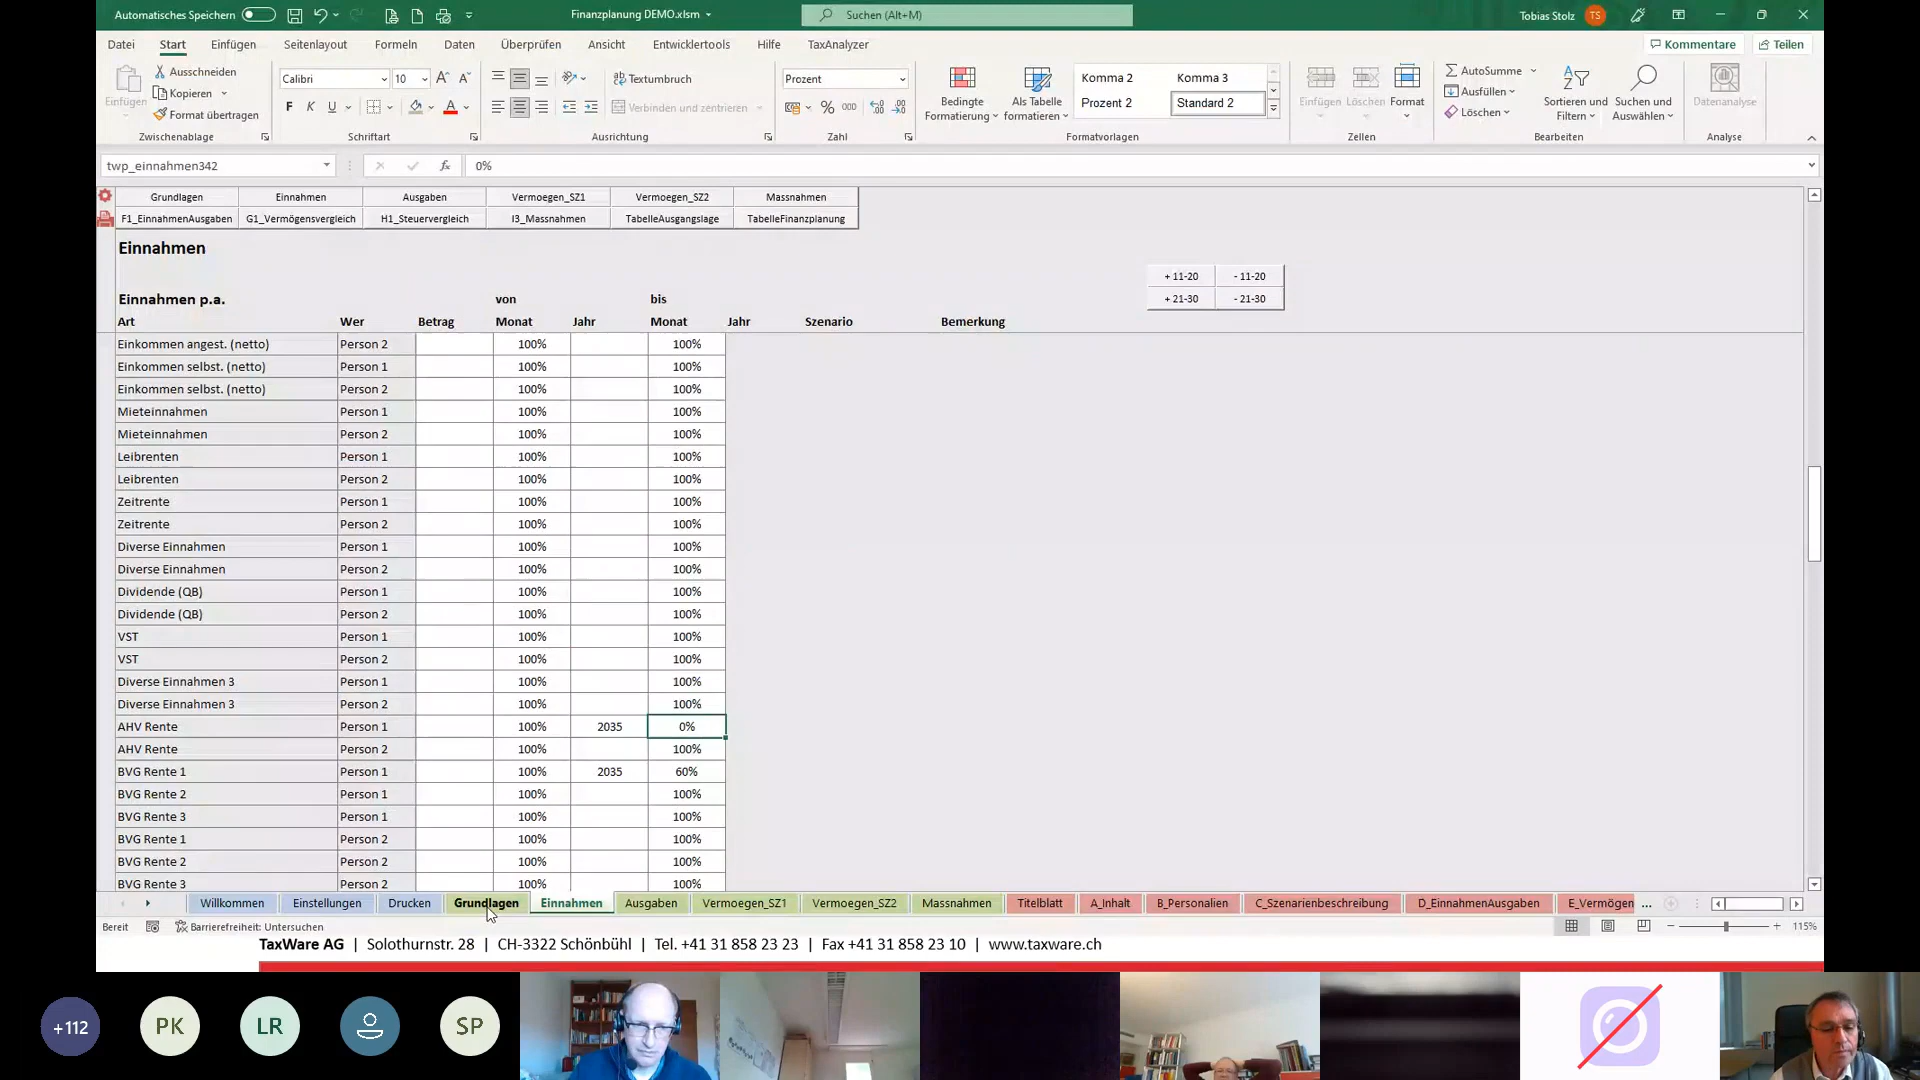 Automatisches Speichern
Finanzplanung DEMO.xlsm
Suchen (Alt+M)
Tobias Stolz TS
Datei Start Einfügen Seitenlayout Formeln Daten Überprüfen Ansicht Entwicklertools Hilfe TaxAnalyzer Kommentare Teilen
Einfügen
Ausschneiden
Kopieren
Format übertragen
Zwischenablage
Calibri 10
F K U
Schriftart
Textumbruch
Verbinden und zentrieren
Ausrichtung
Prozent
% 000
Zahl
Bedingte Formatierung
Als Tabelle formatieren
Komma 2 Komma 3
Prozent 2 Standard 2
Formatvorlagen
Einfügen Löschen Format
Zellen
AutoSumme
Ausfüllen
Löschen
Sortieren und Filtern
Suchen und Auswählen
Bearbeiten
Datenanalyse
Analyse
twp_einnahmen342 fx 0%
Grundlagen Einnahmen Ausgaben Vermoegen_SZ1 Vermoegen_SZ2 Massnahmen
F1_EinnahmenAusgaben G1_Vermögensvergleich H1_Steuervergleich I3_Massnahmen TabelleAusgangslage TabelleFinanzplanung
Einnahmen
+ 11-20 - 11-20
+ 21-30 - 21-30
Einnahmen p.a. von bis
Art Wer Betrag Monat Jahr Monat Jahr Szenario Bemerkung
Einkommen angest. (netto) Person 2 100% 100%
Einkommen selbst. (netto) Person 1 100% 100%
Einkommen selbst. (netto) Person 2 100% 100%
Mieteinnahmen Person 1 100% 100%
Mieteinnahmen Person 2 100% 100%
Leibrenten Person 1 100% 100%
Leibrenten Person 2 100% 100%
Zeitrente Person 1 100% 100%
Zeitrente Person 2 100% 100%
Diverse Einnahmen Person 1 100% 100%
Diverse Einnahmen Person 2 100% 100%
Dividende (QB) Person 1 100% 100%
Dividende (QB) Person 2 100% 100%
VST Person 1 100% 100%
VST Person 2 100% 100%
Diverse Einnahmen 3 Person 1 100% 100%
Diverse Einnahmen 3 Person 2 100% 100%
AHV Rente Person 1 100% 2035 0%
AHV Rente Person 2 100% 100%
BVG Rente 1 Person 1 100% 2035 60%
BVG Rente 2 Person 1 100% 100%
BVG Rente 3 Person 1 100% 100%
BVG Rente 1 Person 2 100% 100%
BVG Rente 2 Person 2 100% 100%
BVG Rente 3 Person 2 100% 100%
Willkommen Einstellungen Drucken Grundlagen Einnahmen Ausgaben Vermoegen_SZ1 Vermoegen_SZ2 Massnahmen Titelblatt A_Inhalt B_Personalien C_Szenarienbeschreibung D_EinnahmenAusgaben E_Vermögen ...
Bereit Barrierefreiheit: Untersuchen 115%
TaxWare AG | Solothurnstr. 28 | CH-3322 Schönbühl | Tel. +41 31 858 23 23 | Fax +41 31 858 23 10 | www.taxware.ch
+112 PK LR SP